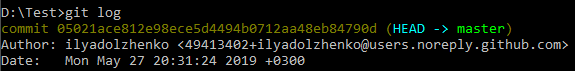 D:\Test>git log
commit 05021ace812e98ece5d4494b0712aa48eb84790d (HEAD -> master)
Author: ilyadolzhenko <49413402+ilyadolzhenko@users.noreply.github.com>
Date:   Mon May 27 20:31:24 2019 +0300